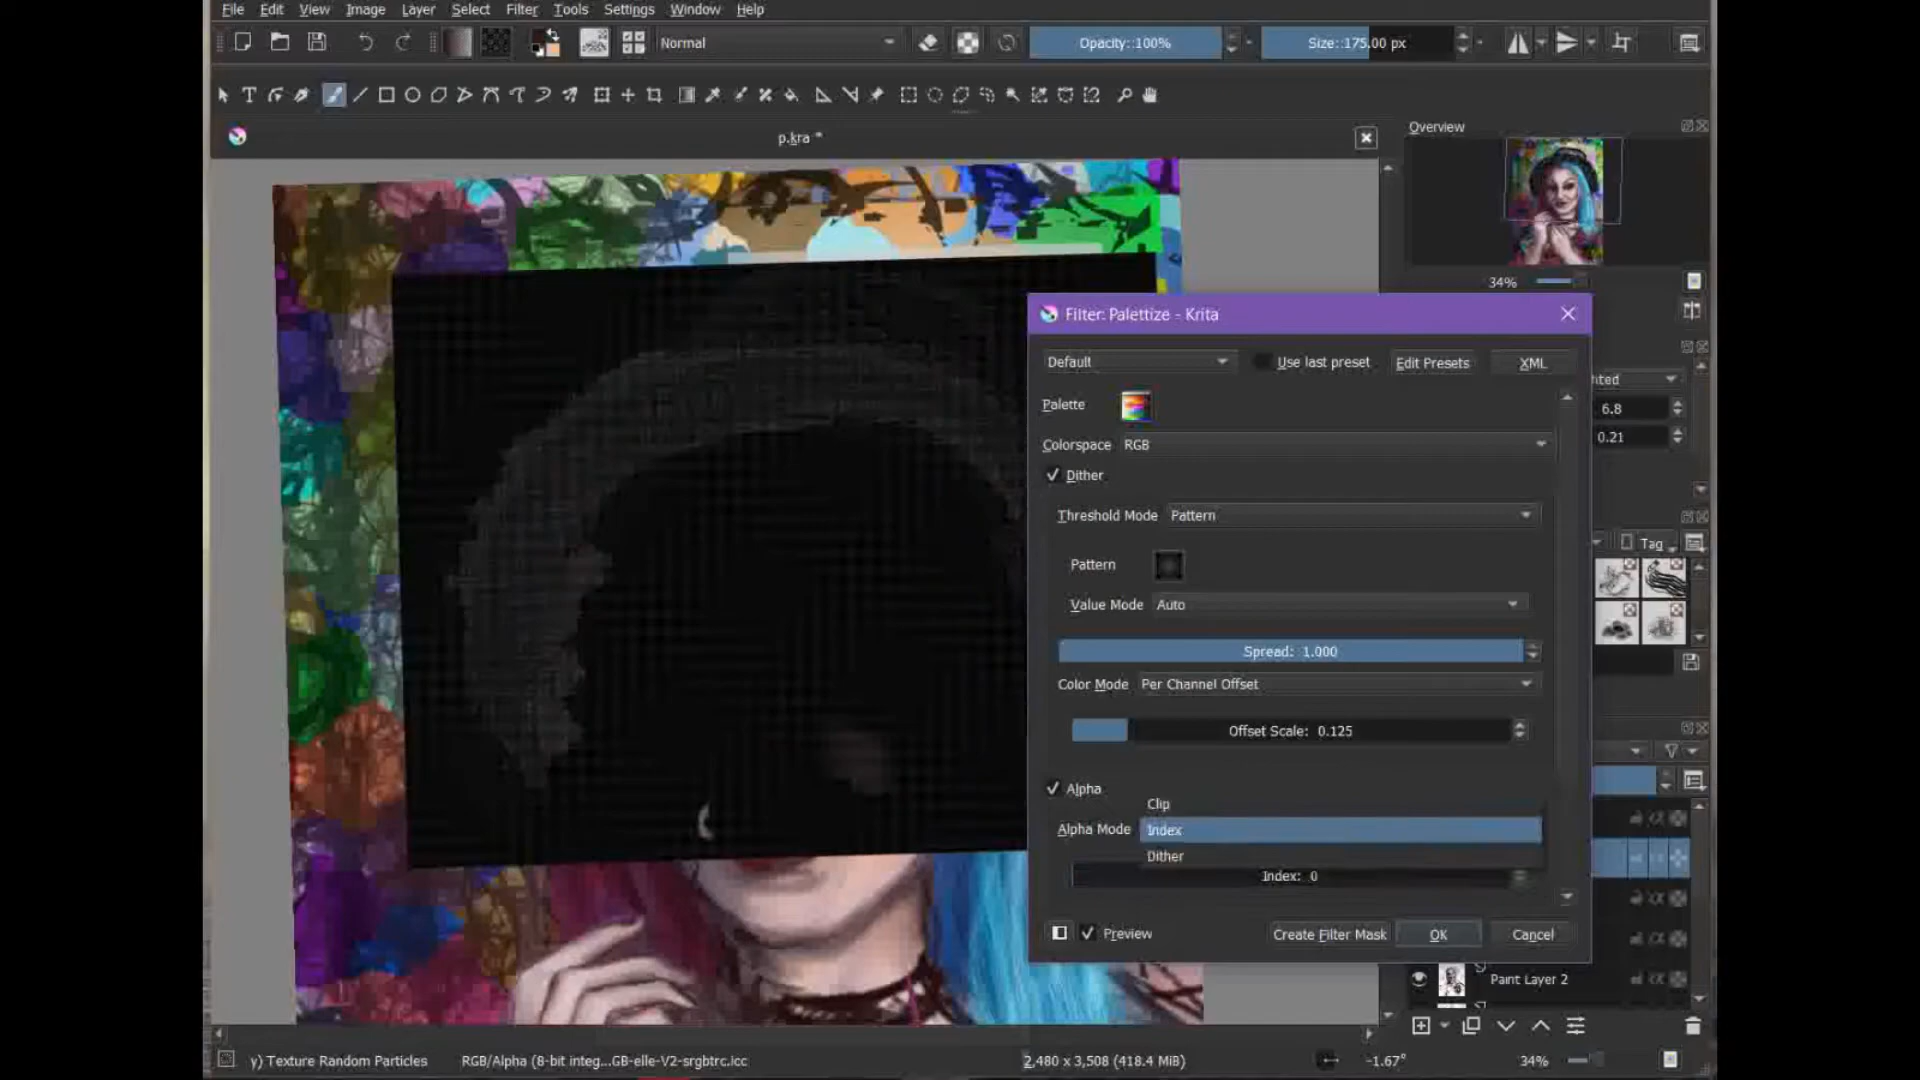 File Edit View Image Layer Select Filter Tools Settings Window Help
Normal Opacity: :100% Size: :175.00 px
p.kra *
Overview
34%
Filter: Palettize - Krita
Default Use last preset Edit Presets XML
Palette
Colorspace RGB
Dither
Threshold Mode Pattern
Pattern
Value Mode Auto
Spread: 1.000
Color Mode Per Channel Offset
Offset Scale: 0.125
Alpha
Clip
Alpha Mode Index
Dither
Index: 0
Preview Create Filter Mask OK Cancel
hted
6.8
0.21
Tag
Paint Layer 2
y) Texture Random Particles RGB/Alpha (8-bit integ...GB-elle-V2-srgbtrc.icc 2,480 x 3,508 (418.4 MiB) -1.67° 34%